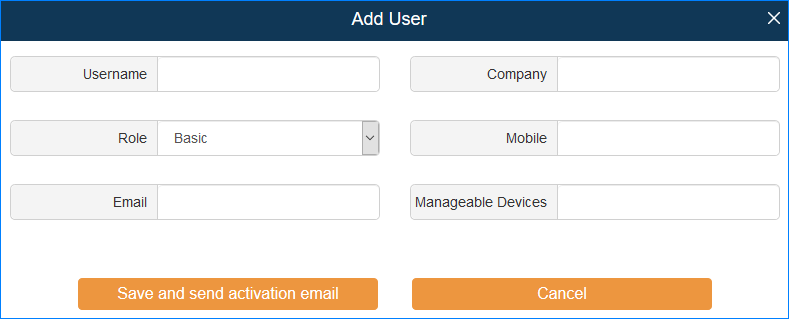 Add User
Username
Company
Role
Basic
Mobile
Email
Manageable Devices
Save and send activation email
Cancel